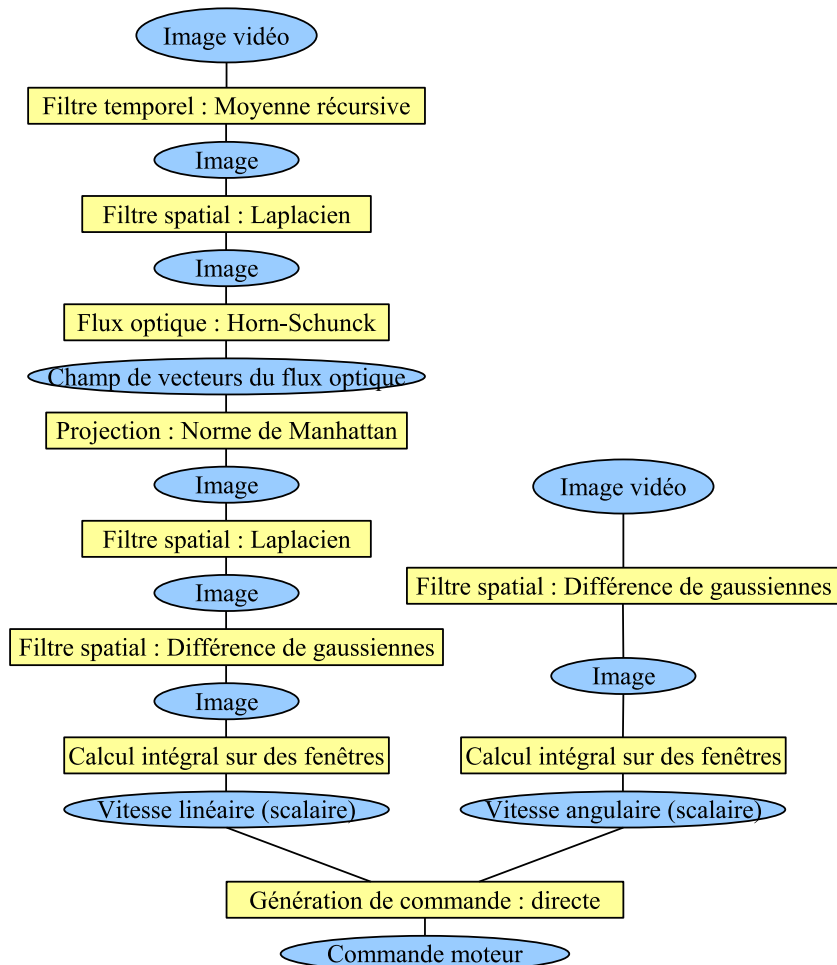 Image vidéo
Filtre temporel : Moyenne récursive
Image
Filtre spatial : Laplacien
Image
Flux optique : Horn-Schunck
Champ de vecteurs du flux optique
Projection : Norme de Manhattan
Image
Filtre spatial : Laplacien
Image
Filtre spatial : Différence de gaussiennes
Image
Calcul intégral sur des fenêtres
Vitesse linéaire (scalaire)
Image vidéo
Filtre spatial : Différence de gaussiennes
Image
Calcul intégral sur des fenêtres
Vitesse angulaire (scalaire)
Génération de commande : directe
Commande moteur